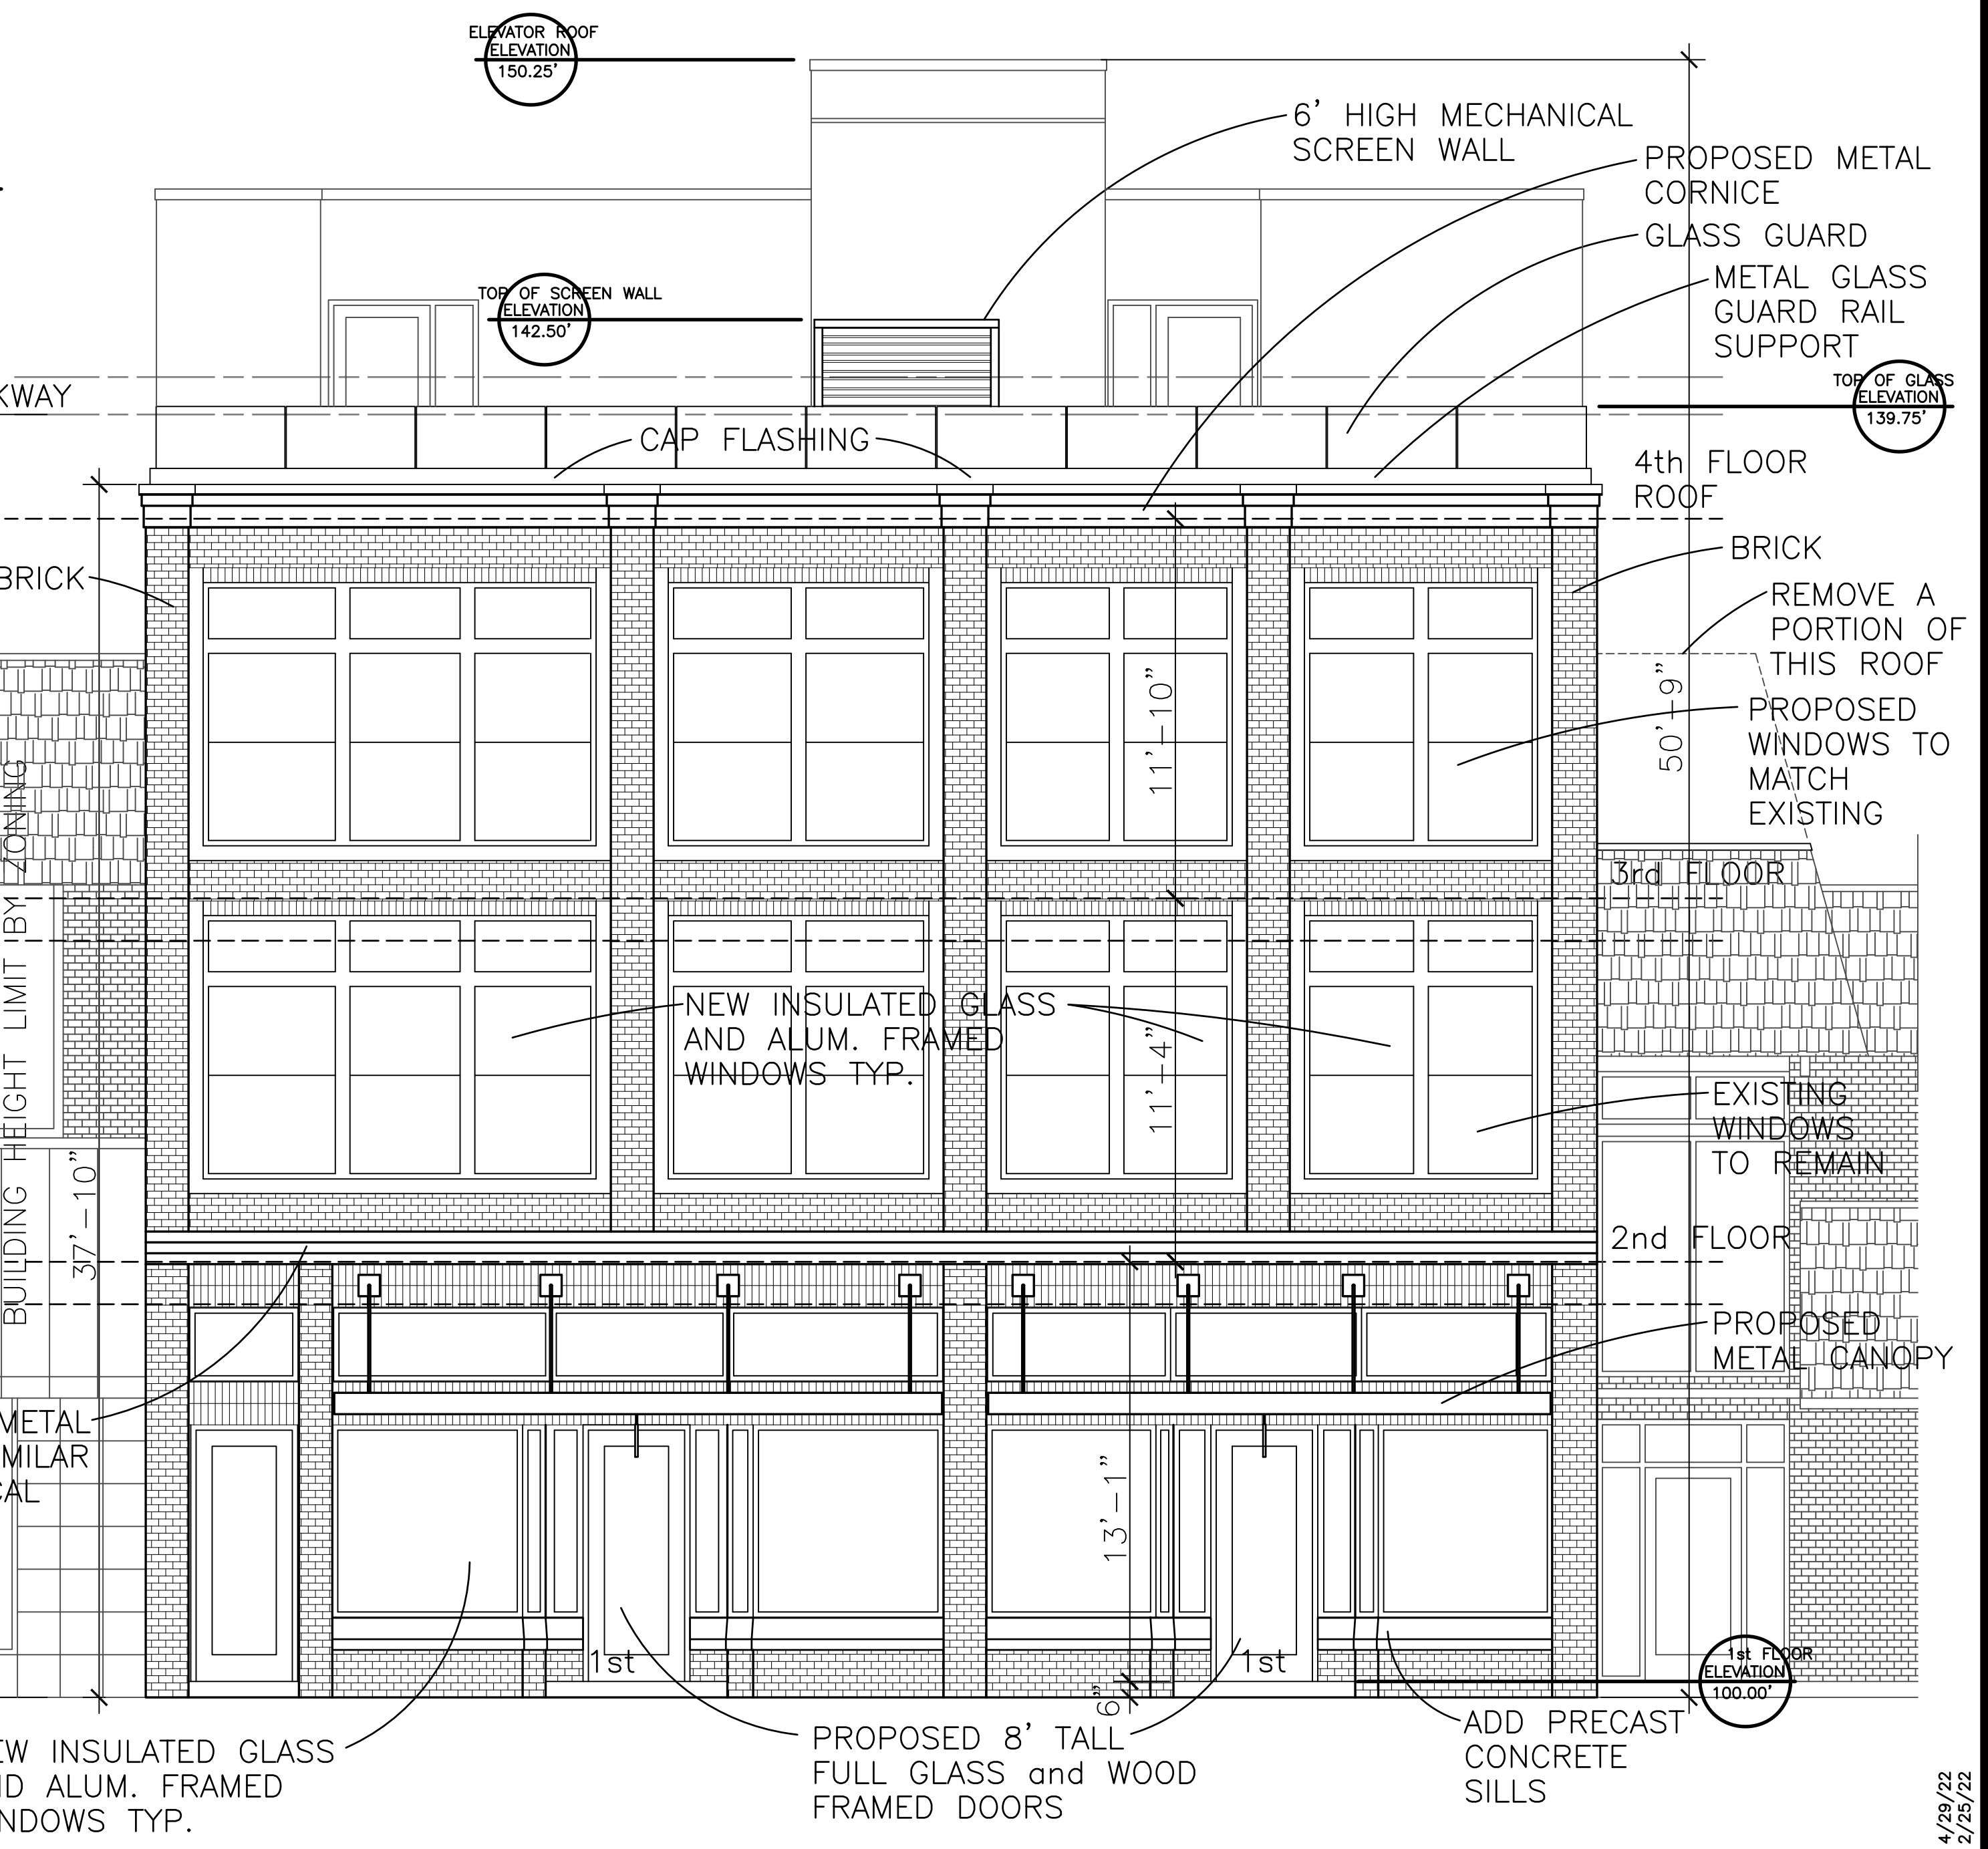 ELEVATOR ROOF
ELEVATION
150.25'
6' HIGH MECHANICAL
SCREEN WALL
PROPOSED METAL
CORNICE
GLASS GUARD
METAL GLASS
GUARD RAIL
SUPPORT
TOP OF SCREEN WALL
ELEVATION
142.50'
TOP OF GLASS
ELEVATION
139.75'
KWAY
CAP FLASHING
4th FLOOR
ROOF
BRICK
BRICK
REMOVE A
PORTION OF
THIS ROOF
11'-10"
50'-9"
PROPOSED
WINDOWS TO
MATCH
EXISTING
BUILDING HEIGHT LIMIT BY ZONING
37'-10"
3rd FLOOR
NEW INSULATED GLASS
AND ALUM. FRAMED
WINDOWS TYP.
11'-4"
EXISTING
WINDOWS
TO REMAIN
2nd FLOOR
PROPOSED
METAL CANOPY
METAL
MILAR
CAL
13'-1"
1st
1st
6"
1st FLOOR
ELEVATION
100.00'
EW INSULATED GLASS
ND ALUM. FRAMED
NDOWS TYP.
PROPOSED 8' TALL
FULL GLASS and WOOD
FRAMED DOORS
ADD PRECAST
CONCRETE
SILLS
4/29/22
2/25/22